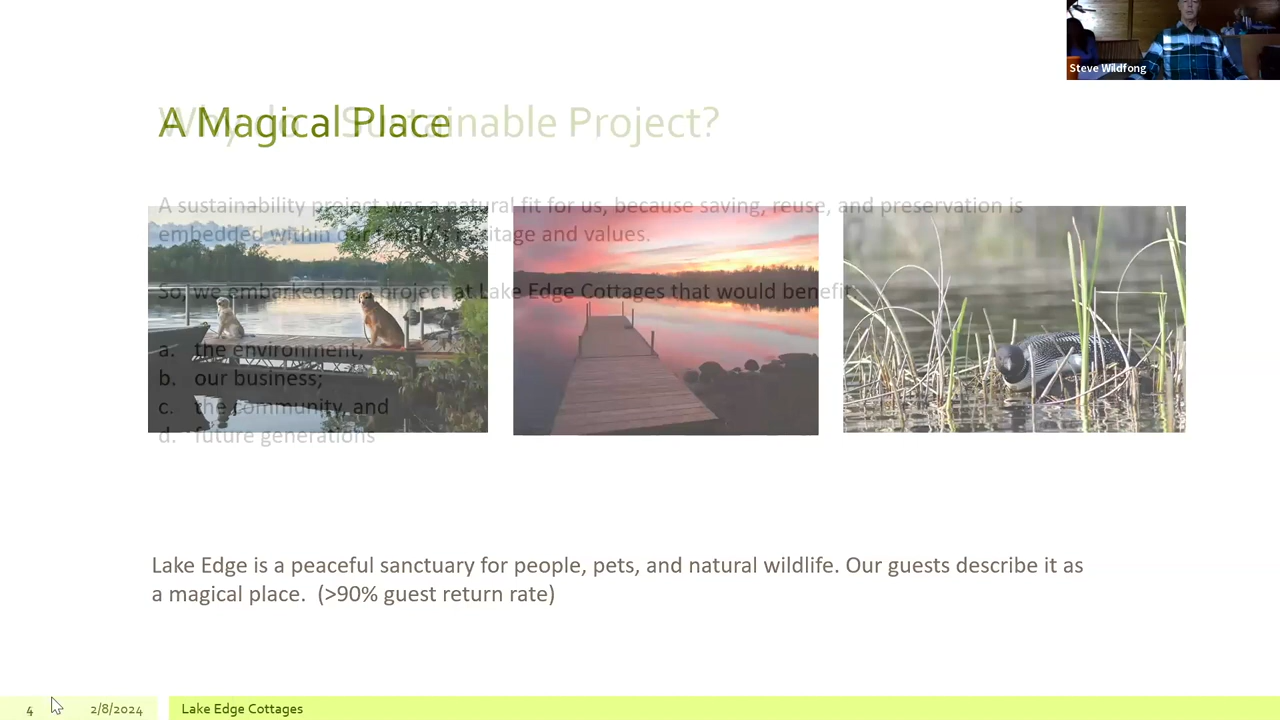 Steve Wildfong
A Magical Place
Why do a Sustainable Project?
A sustainability project was a natural fit for us, because saving, reuse, and preservation is
embedded within our family's heritage and values.
So, we embarked on a project at Lake Edge Cottages that would benefit
a. the environment,
b. our business;
c. the community, and
d. future generations
Lake Edge is a peaceful sanctuary for people, pets, and natural wildlife. Our guests describe it as
a magical place. (>90% guest return rate)
4 2/8/2024 Lake Edge Cottages